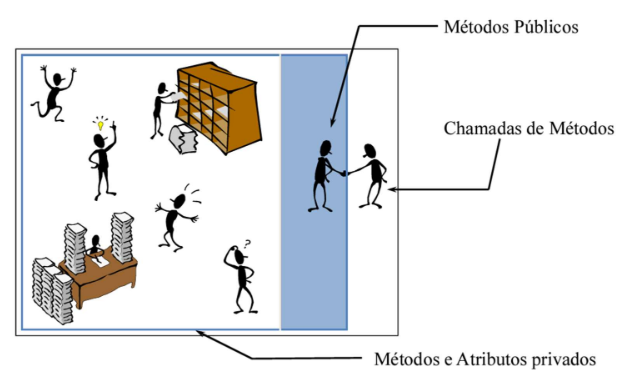 Métodos Públicos
Chamadas de Métodos
?
Métodos e Atributos privados